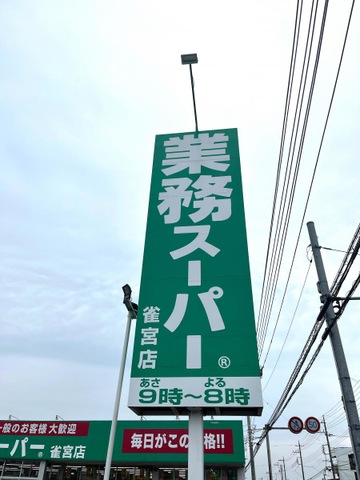 業務スーパー
雀宮店
®
あさ よる
9時～8時
一般のお客様 大歓迎
スーパー 雀宮店
毎日がこの価格!!